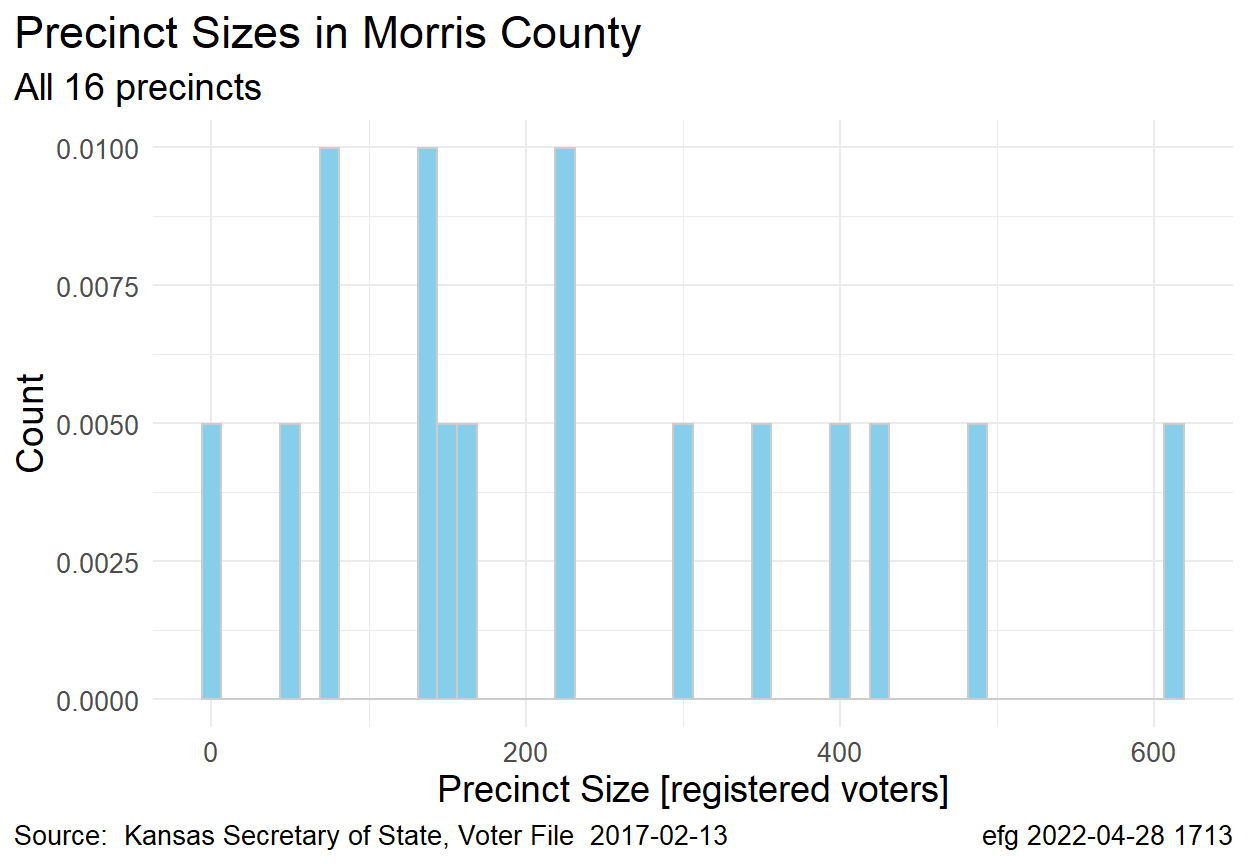 Precinct Sizes in Morris County
All 16 precincts
0.0100
0.0075
0.0050
0.0025
0.0000
Count
0 200 400 600
Precinct Size [registered voters]
Source:  Kansas Secretary of State, Voter File  2017-02-13
efg 2022-04-28 1713